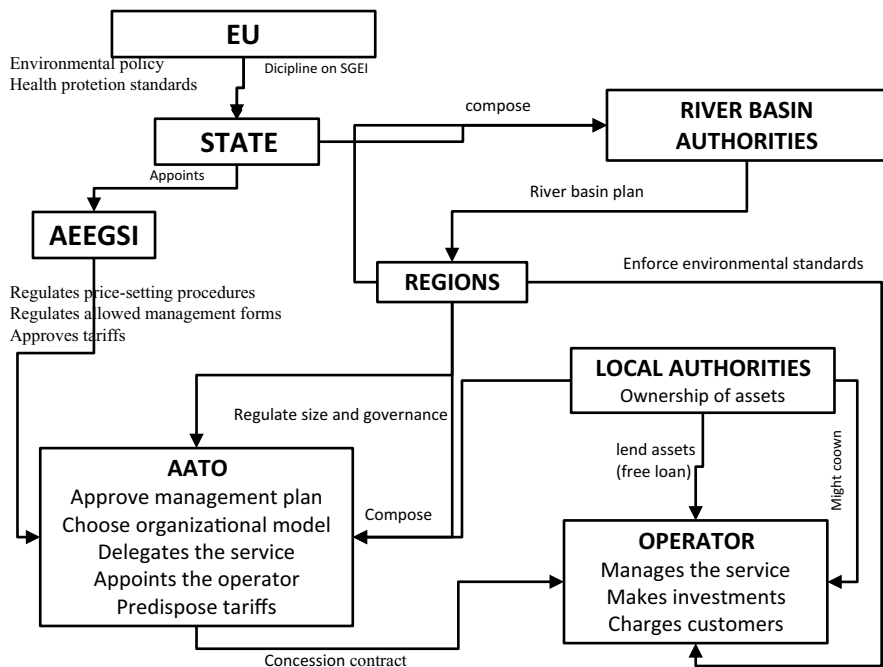 EU
Environmental policy
Dicipline on SGEI
Health protetion standards
compose
RIVER BASIN
AUTHORITIES
STATE
Appoints
River basin plan
AEEGSI
Enforce environmental standards
REGIONS
Regulates price-setting procedures
Regulates allowed management forms
Approves tariffs
LOCAL AUTHORITIES
Ownership of assets
Regulate size and governance
lend assets
(free loan)
Might coown
AATO
Approve management plan
Choose organizational model
Delegates the service
Appoints the operator
Predispose tariffs
Compose
OPERATOR
Manages the service
Makes investments
Charges customers
Concession contract